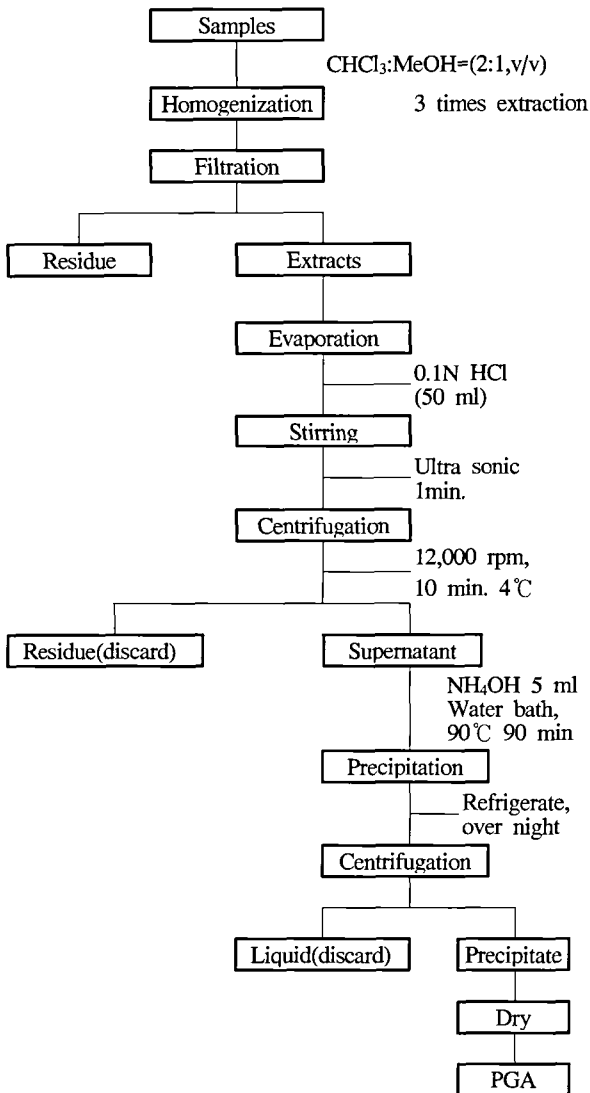 Samples
CHCl₃:MeOH=(2:1,v/v)
Homogenization
3 times extraction
Filtration
Residue
Extracts
Evaporation
0.1N HCl
(50 ml)
Stirring
Ultra sonic
1min.
Centrifugation
12,000 rpm,
10 min. 4℃
Residue(discard)
Supernatant
NH₄OH 5 ml
Water bath,
90℃ 90 min
Precipitation
Refrigerate,
over night
Centrifugation
Liquid(discard)
Precipitate
Dry
PGA